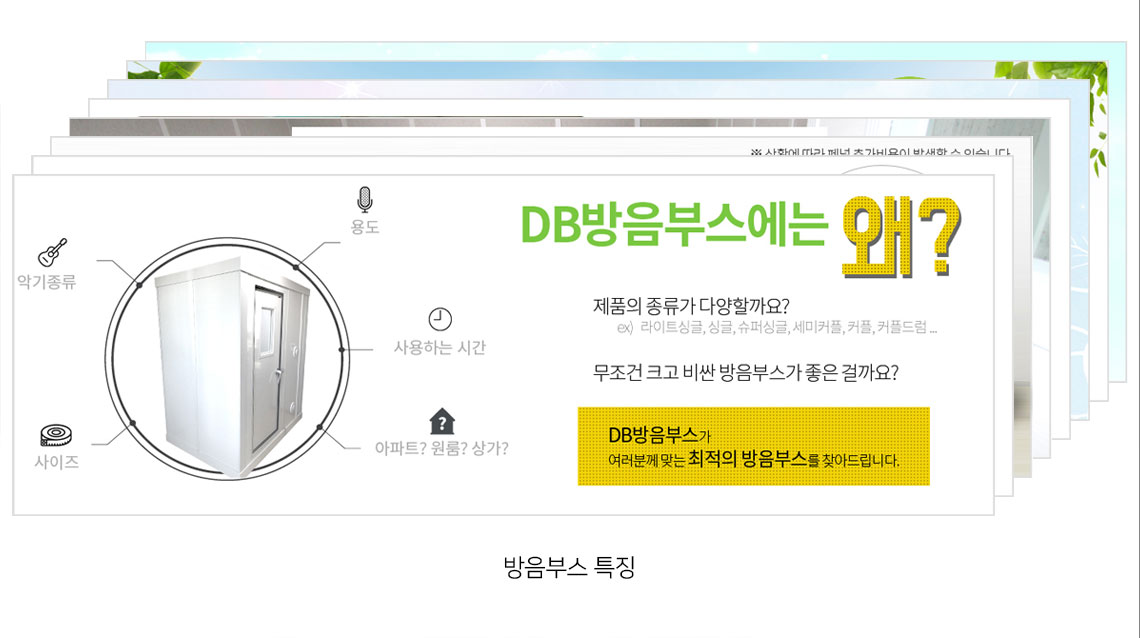 ※ 상황에 따라 페널 추가비용이 발생할 수 있습니다
DB방음부스에는 왜?
용도
악기종류
사용하는 시간
아파트? 원룸? 상가?
사이즈
제품의 종류가 다양할까요?
ex) 라이트싱글, 싱글, 슈퍼싱글, 세미커플, 커플, 커플드럼 ...
무조건 크고 비싼 방음부스가 좋은 걸까요?
DB방음부스가
여러분께 맞는 최적의 방음부스를 찾아드립니다.
방음부스 특징